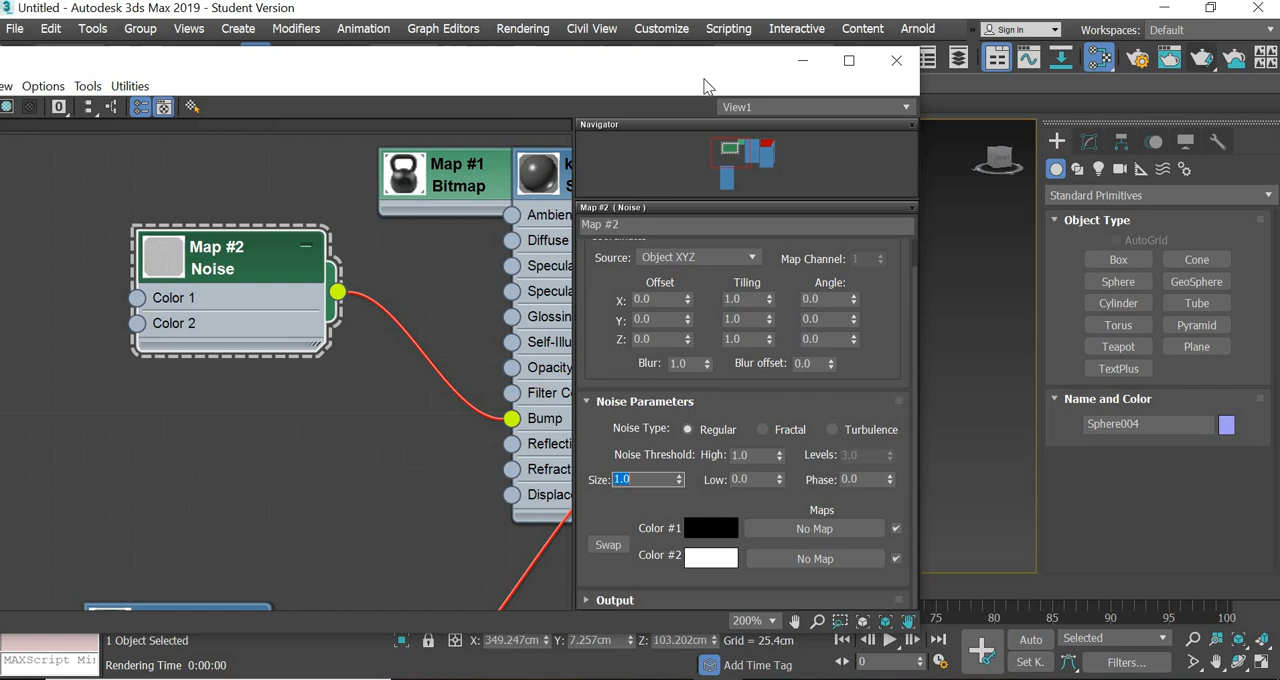 Untitled - Autodesk 3ds Max 2019 - Student Version
File Edit Tools Group Views Create Modifiers Animation Graph Editors Rendering Civil View Customize Scripting Interactive Content Arnold » Sign In Workspaces: Default
ew Options Tools Utilities
View1
Navigator
Map #1
Bitmap
k
S
Map #2
Noise
Color 1
Color 2
Ambien
Diffuse
Specula
Specula
Glossin
Self-Illu
Opacity
Filter Co
Bump
Reflecti
Refract
Displac
Map #2 ( Noise )
Map #2
Source: Object XYZ Map Channel: 1
Offset Tiling Angle:
X: 0.0 1.0 0.0
Y: 0.0 1.0 0.0
Z: 0.0 1.0 0.0
Blur: 1.0 Blur offset: 0.0
Noise Parameters
Noise Type: Regular Fractal Turbulence
Noise Threshold: High: 1.0 Levels: 3.0
Size: 1.0 Low: 0.0 Phase: 0.0
Maps
Color #1 No Map
Swap
Color #2 No Map
Output
200%
Standard Primitives
Object Type
AutoGrid
Box Cone
Sphere GeoSphere
Cylinder Tube
Torus Pyramid
Teapot Plane
TextPlus
Name and Color
Sphere004
75 80 85 90 95 100
1 Object Selected X: 349.247cm Y: 7.257cm Z: 103.202cm Grid = 25.4cm
Auto Selected
MAXScript Mi
Rendering Time 0:00:00
Add Time Tag
0
Set K. Filters...